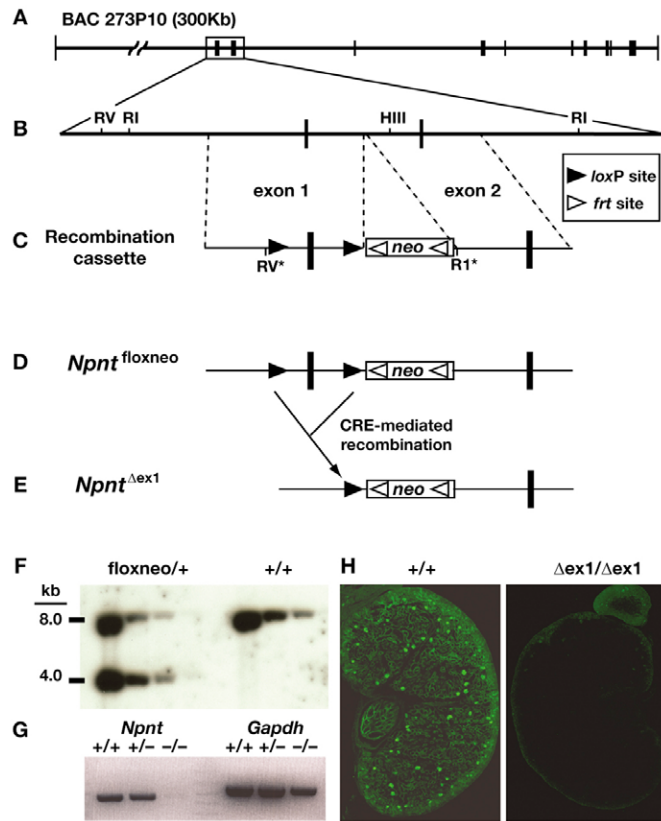 A BAC 273P10 (300Kb)
B RV RI HIII RI
exon 1 exon 2
loxP site
frt site
C Recombination cassette neo
RV* R1*
D Npnt floxneo neo
CRE-mediated
recombination
E Npnt Δex1 neo
F floxneo/+ +/+
kb
8.0
4.0
G Npnt Gapdh
+/+ +/− −/− +/+ +/− −/−
H +/+ Δex1/Δex1